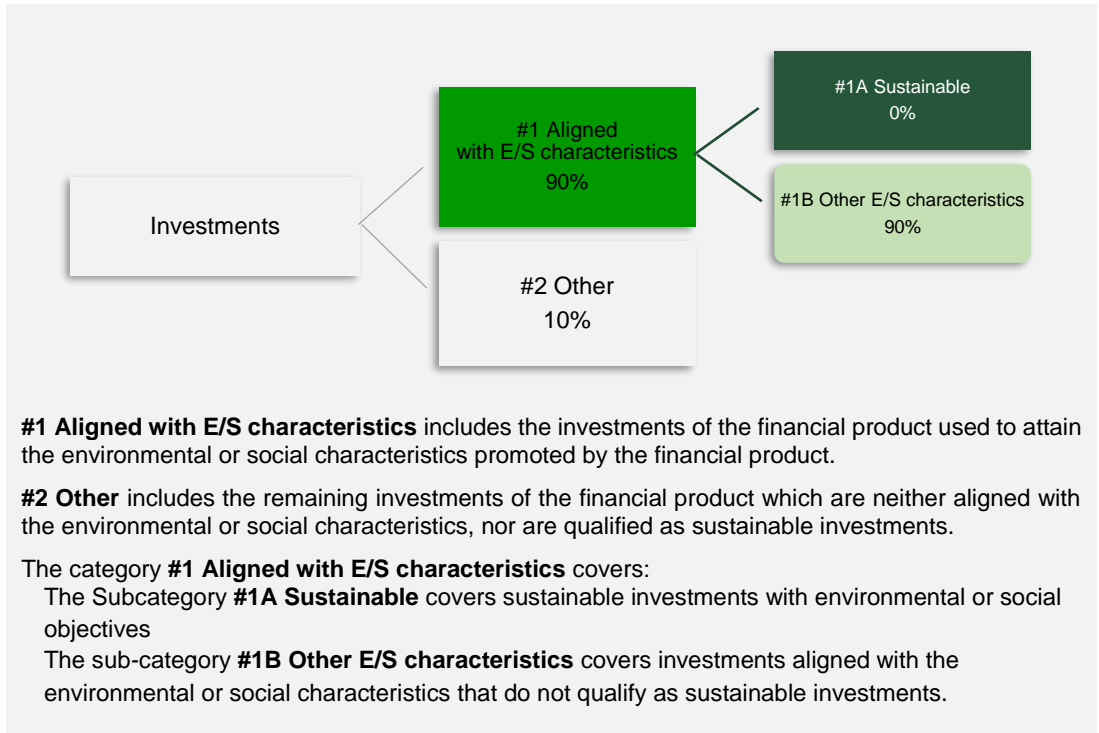 #1A Sustainable
0%
#1 Aligned
with E/S characteristics
90%
#1B Other E/S characteristics
90%
Investments
#2 Other
10%
#1 Aligned with E/S characteristics includes the investments of the financial product used to attain
the environmental or social characteristics promoted by the financial product.
#2 Other includes the remaining investments of the financial product which are neither aligned with
the environmental or social characteristics, nor are qualified as sustainable investments.
The category #1 Aligned with E/S characteristics covers:
The Subcategory #1A Sustainable covers sustainable investments with environmental or social
objectives
The sub-category #1B Other E/S characteristics covers investments aligned with the
environmental or social characteristics that do not qualify as sustainable investments.